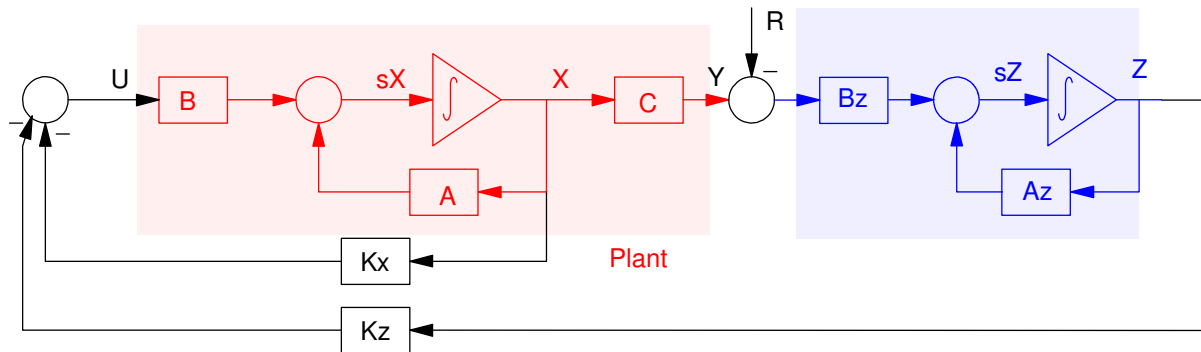 R
U
B
sX
∫
X
C
Y
–
Bz
sZ
∫
Z
–
–
A
Az
Kx
Plant
Kz